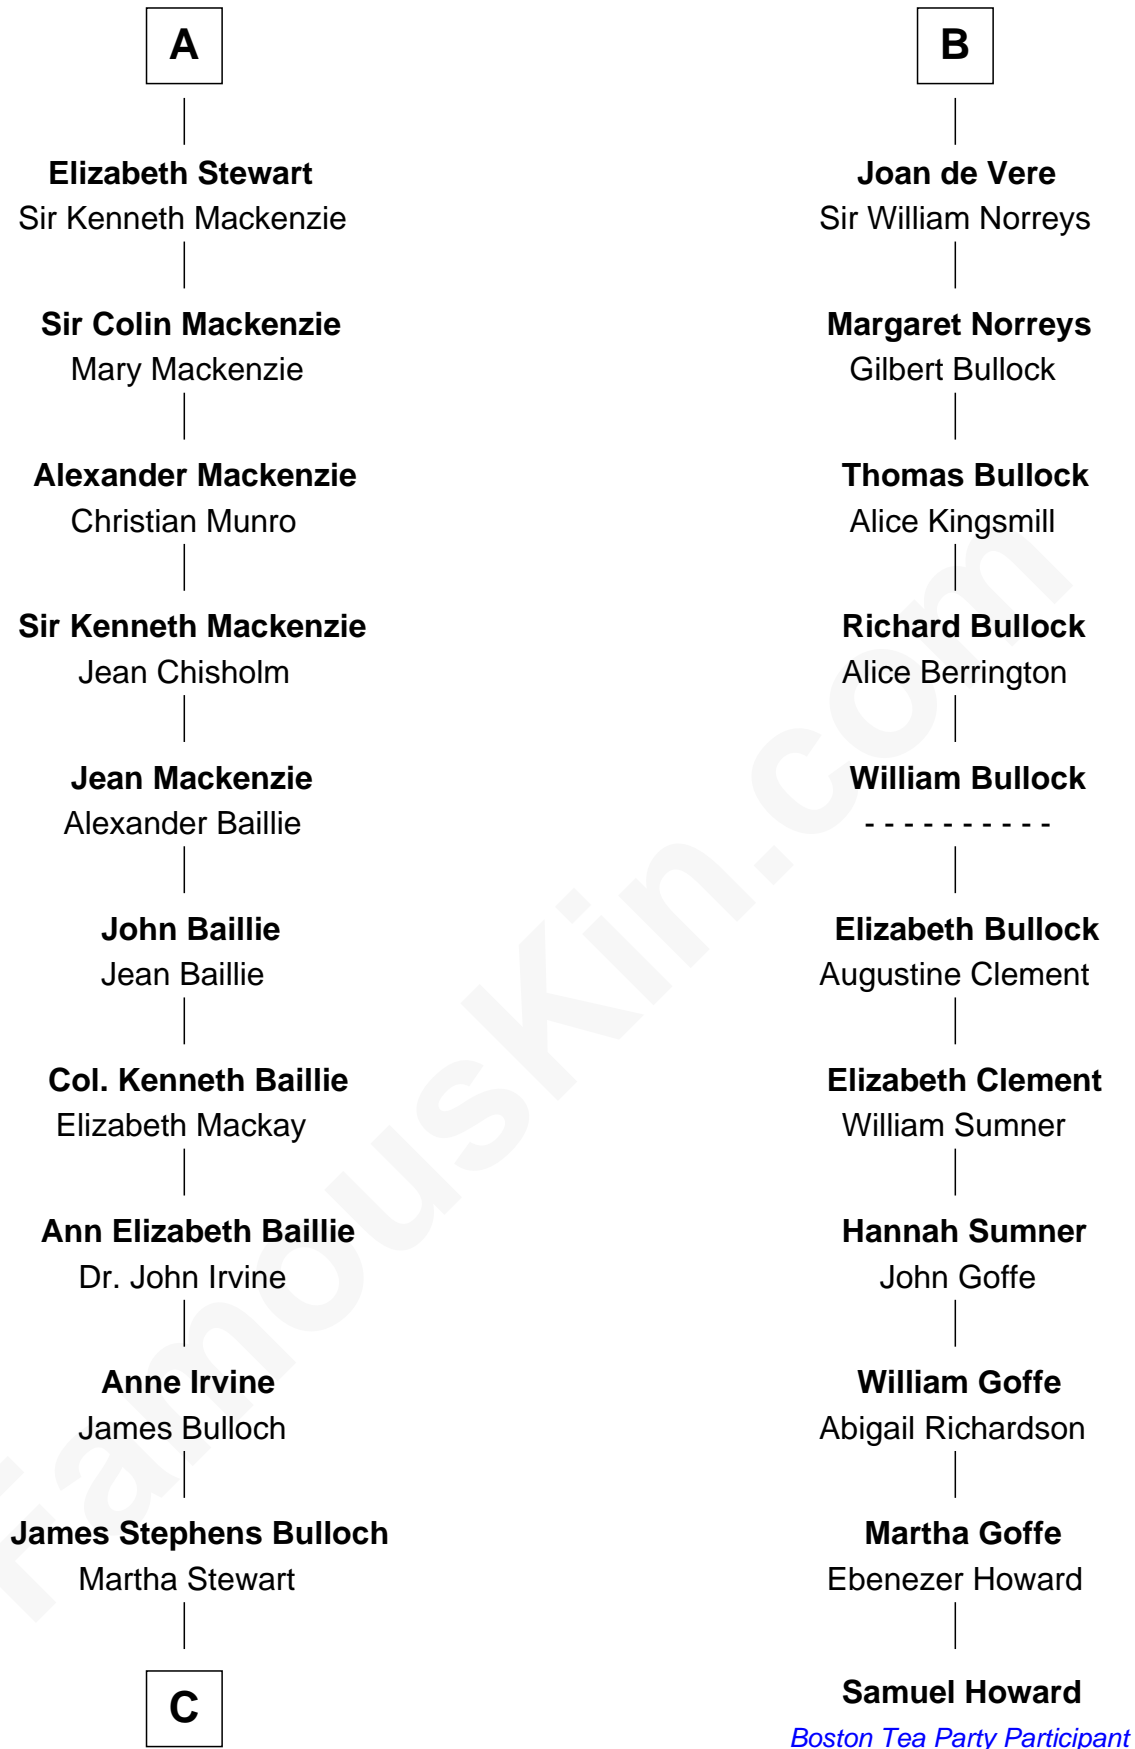 A
Elizabeth Stewart
Sir Kenneth Mackenzie
Sir Colin Mackenzie
Mary Mackenzie
Alexander Mackenzie
Christian Munro
Sir Kenneth Mackenzie
Jean Chisholm
Jean Mackenzie
Alexander Baillie
John Baillie
Jean Baillie
Col. Kenneth Baillie
Elizabeth Mackay
Ann Elizabeth Baillie
Dr. John Irvine
Anne Irvine
James Bulloch
James Stephens Bulloch
Martha Stewart
C
B
Joan de Vere
Sir William Norreys
Margaret Norreys
Gilbert Bullock
Thomas Bullock
Alice Kingsmill
Richard Bullock
Alice Berrington
William Bullock
- - - - - - - - - -
Elizabeth Bullock
Augustine Clement
Elizabeth Clement
William Sumner
Hannah Sumner
John Goffe
William Goffe
Abigail Richardson
Martha Goffe
Ebenezer Howard
Samuel Howard
Boston Tea Party Participant
FamousKin.com